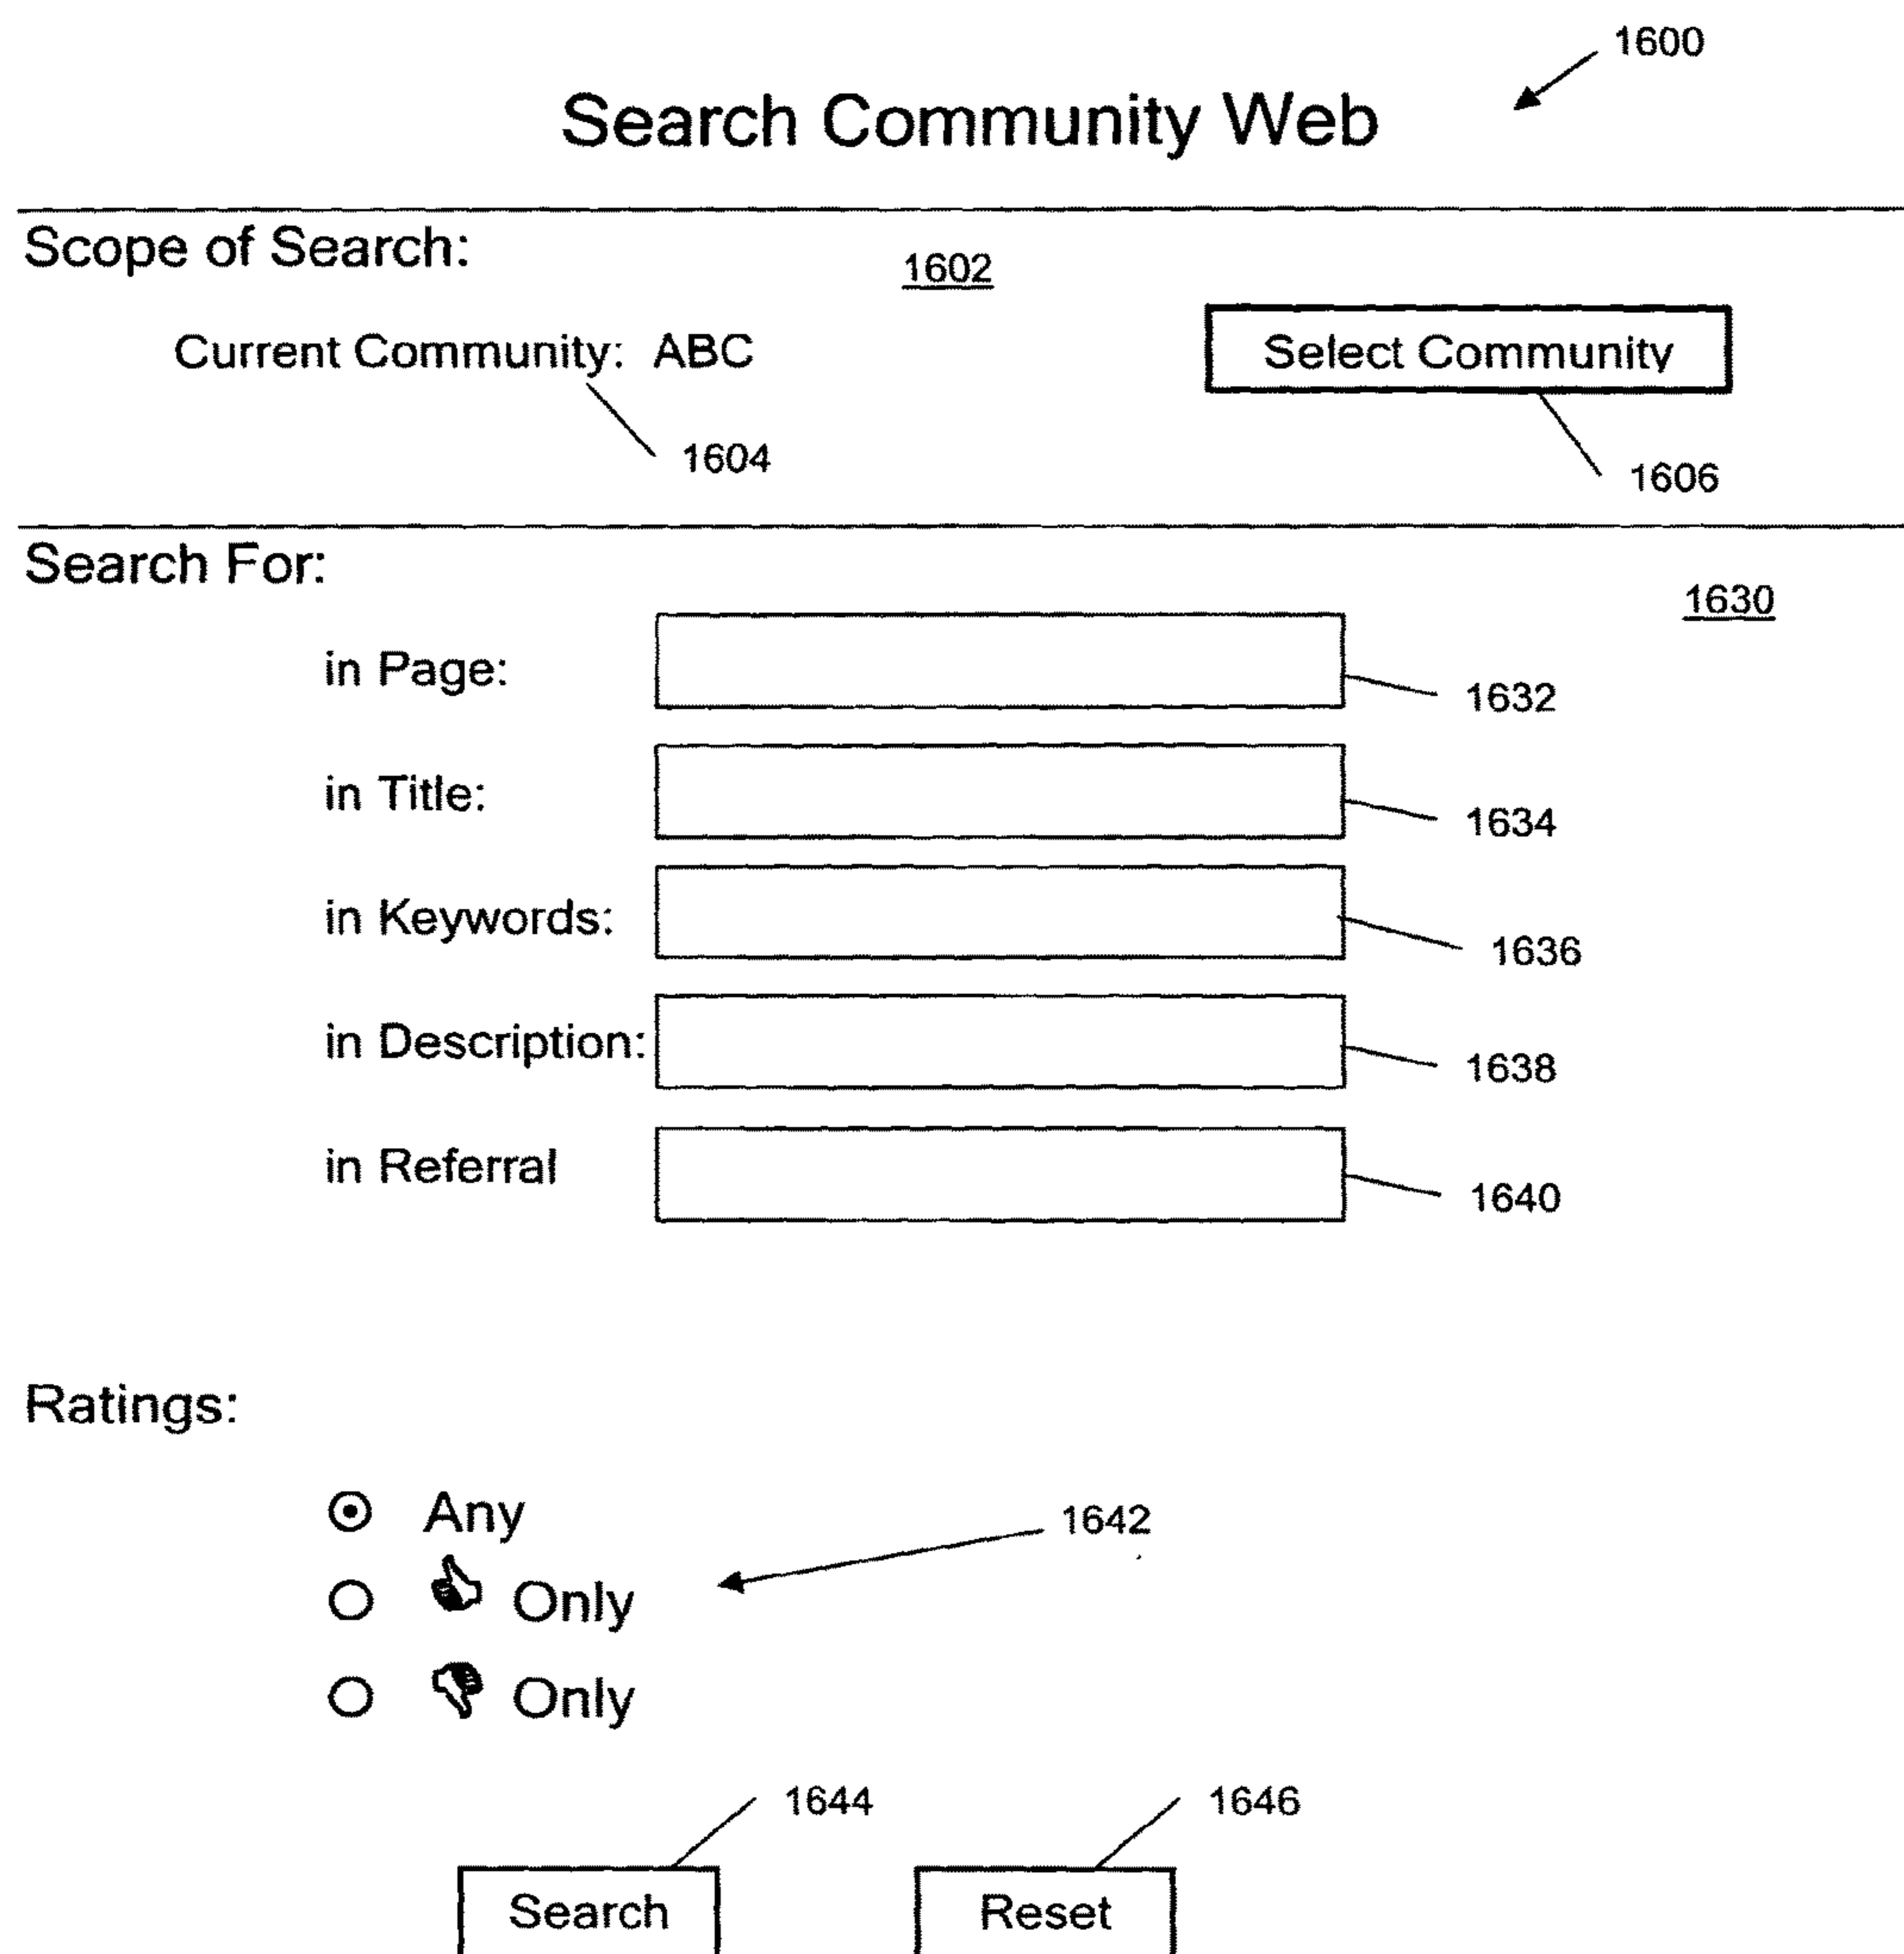 1600
Search Community Web
Scope of Search:
1602
Current Community: ABC
Select Community
1604
1606
Search For:
1630
in Page:
1632
in Title:
1634
in Keywords:
1636
in Description:
1638
in Referral
1640
Ratings:
Any
1642
Only
Only
1644
1646
Search
Reset